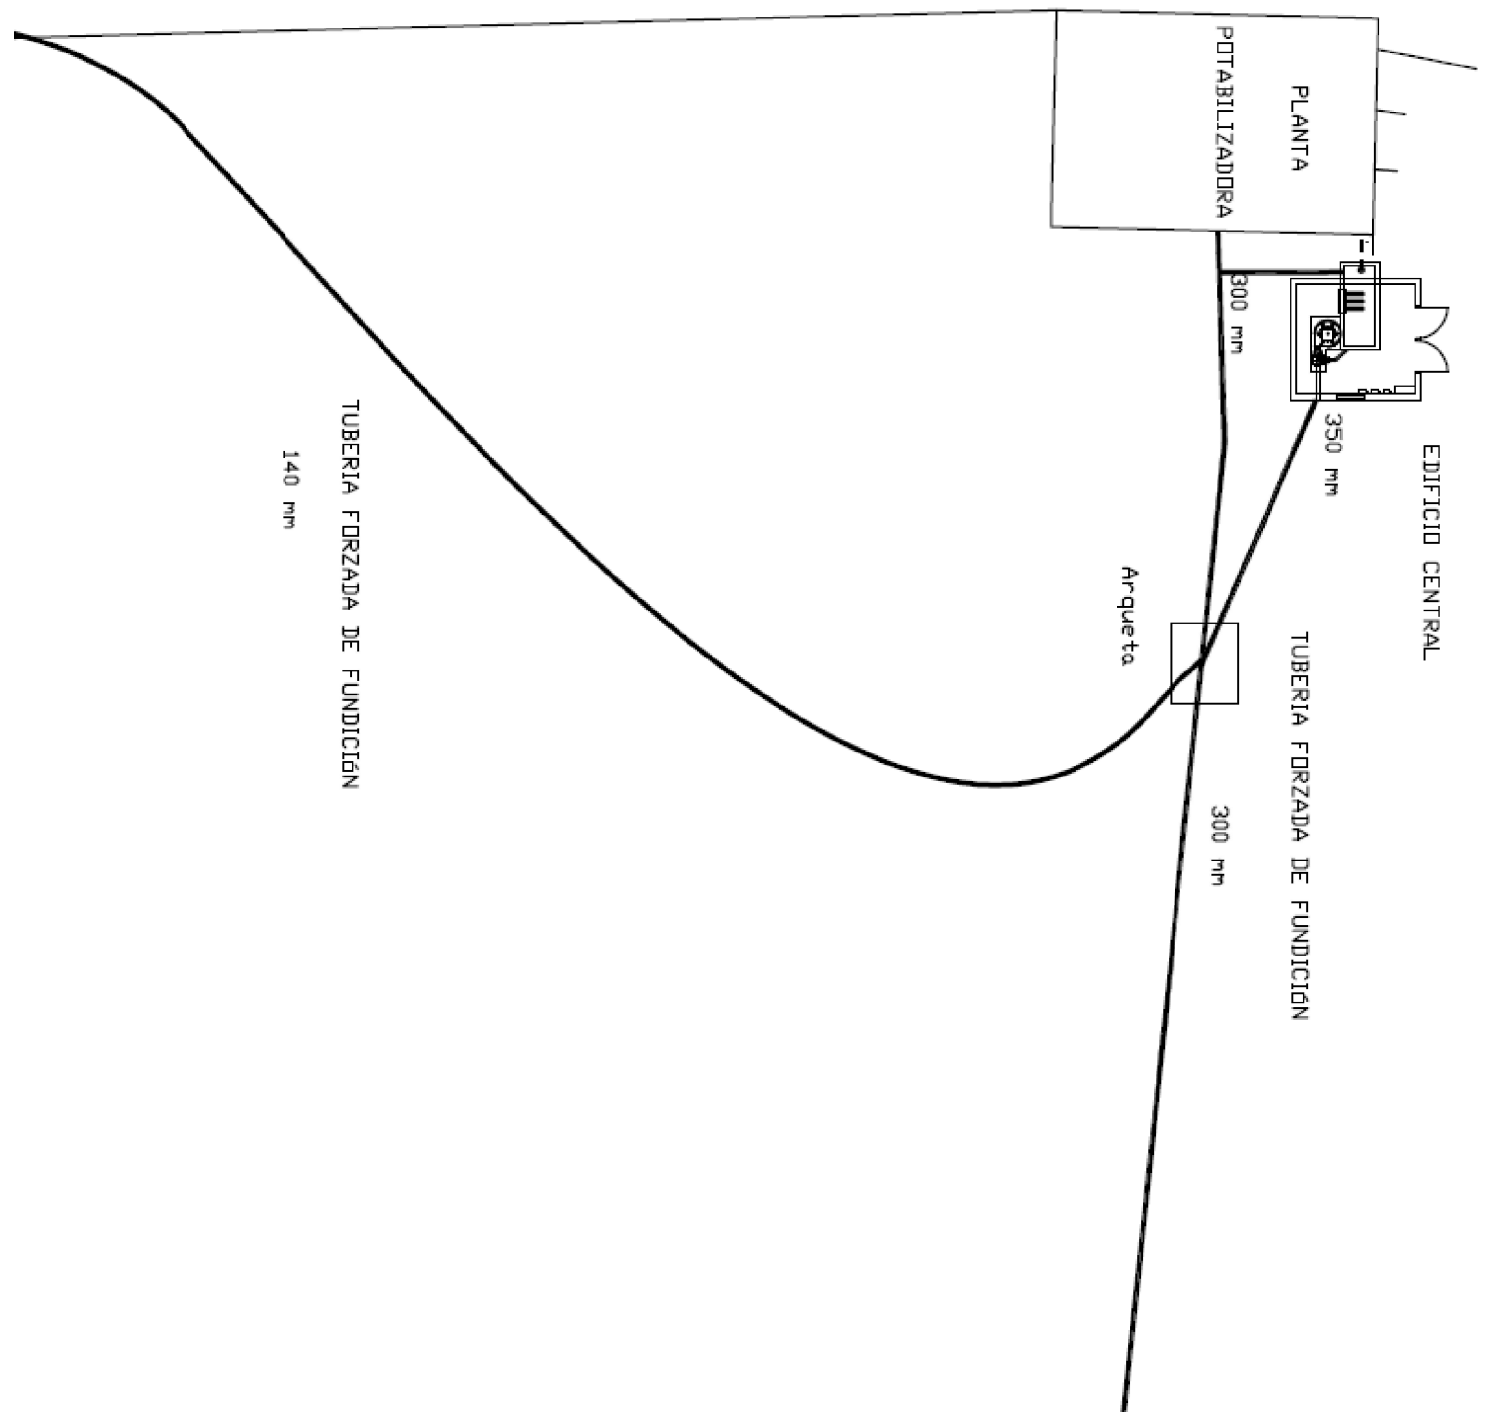 PLANTA
POTABILIZADORA
300 mm
350 mm
EDIFICIO CENTRAL
TUBERIA FORZADA DE FUNDICIÓN
140 mm
Arqueta
TUBERIA FORZADA DE FUNDICIÓN
300 mm